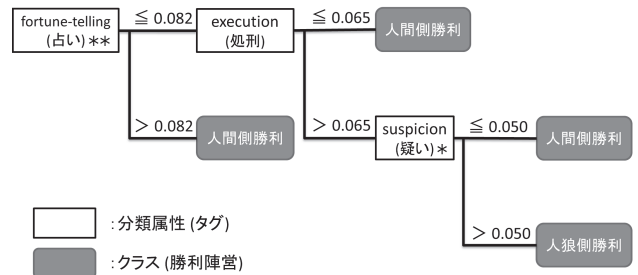 fortune-telling
(占い)**
≦ 0.082
execution
(処刑)
≦ 0.065
人間側勝利
> 0.082
人間側勝利
> 0.065
suspicion
(疑い)*
≦ 0.050
人間側勝利
> 0.050
人狼側勝利
:分類属性 (タグ)
:クラス (勝利陣営)